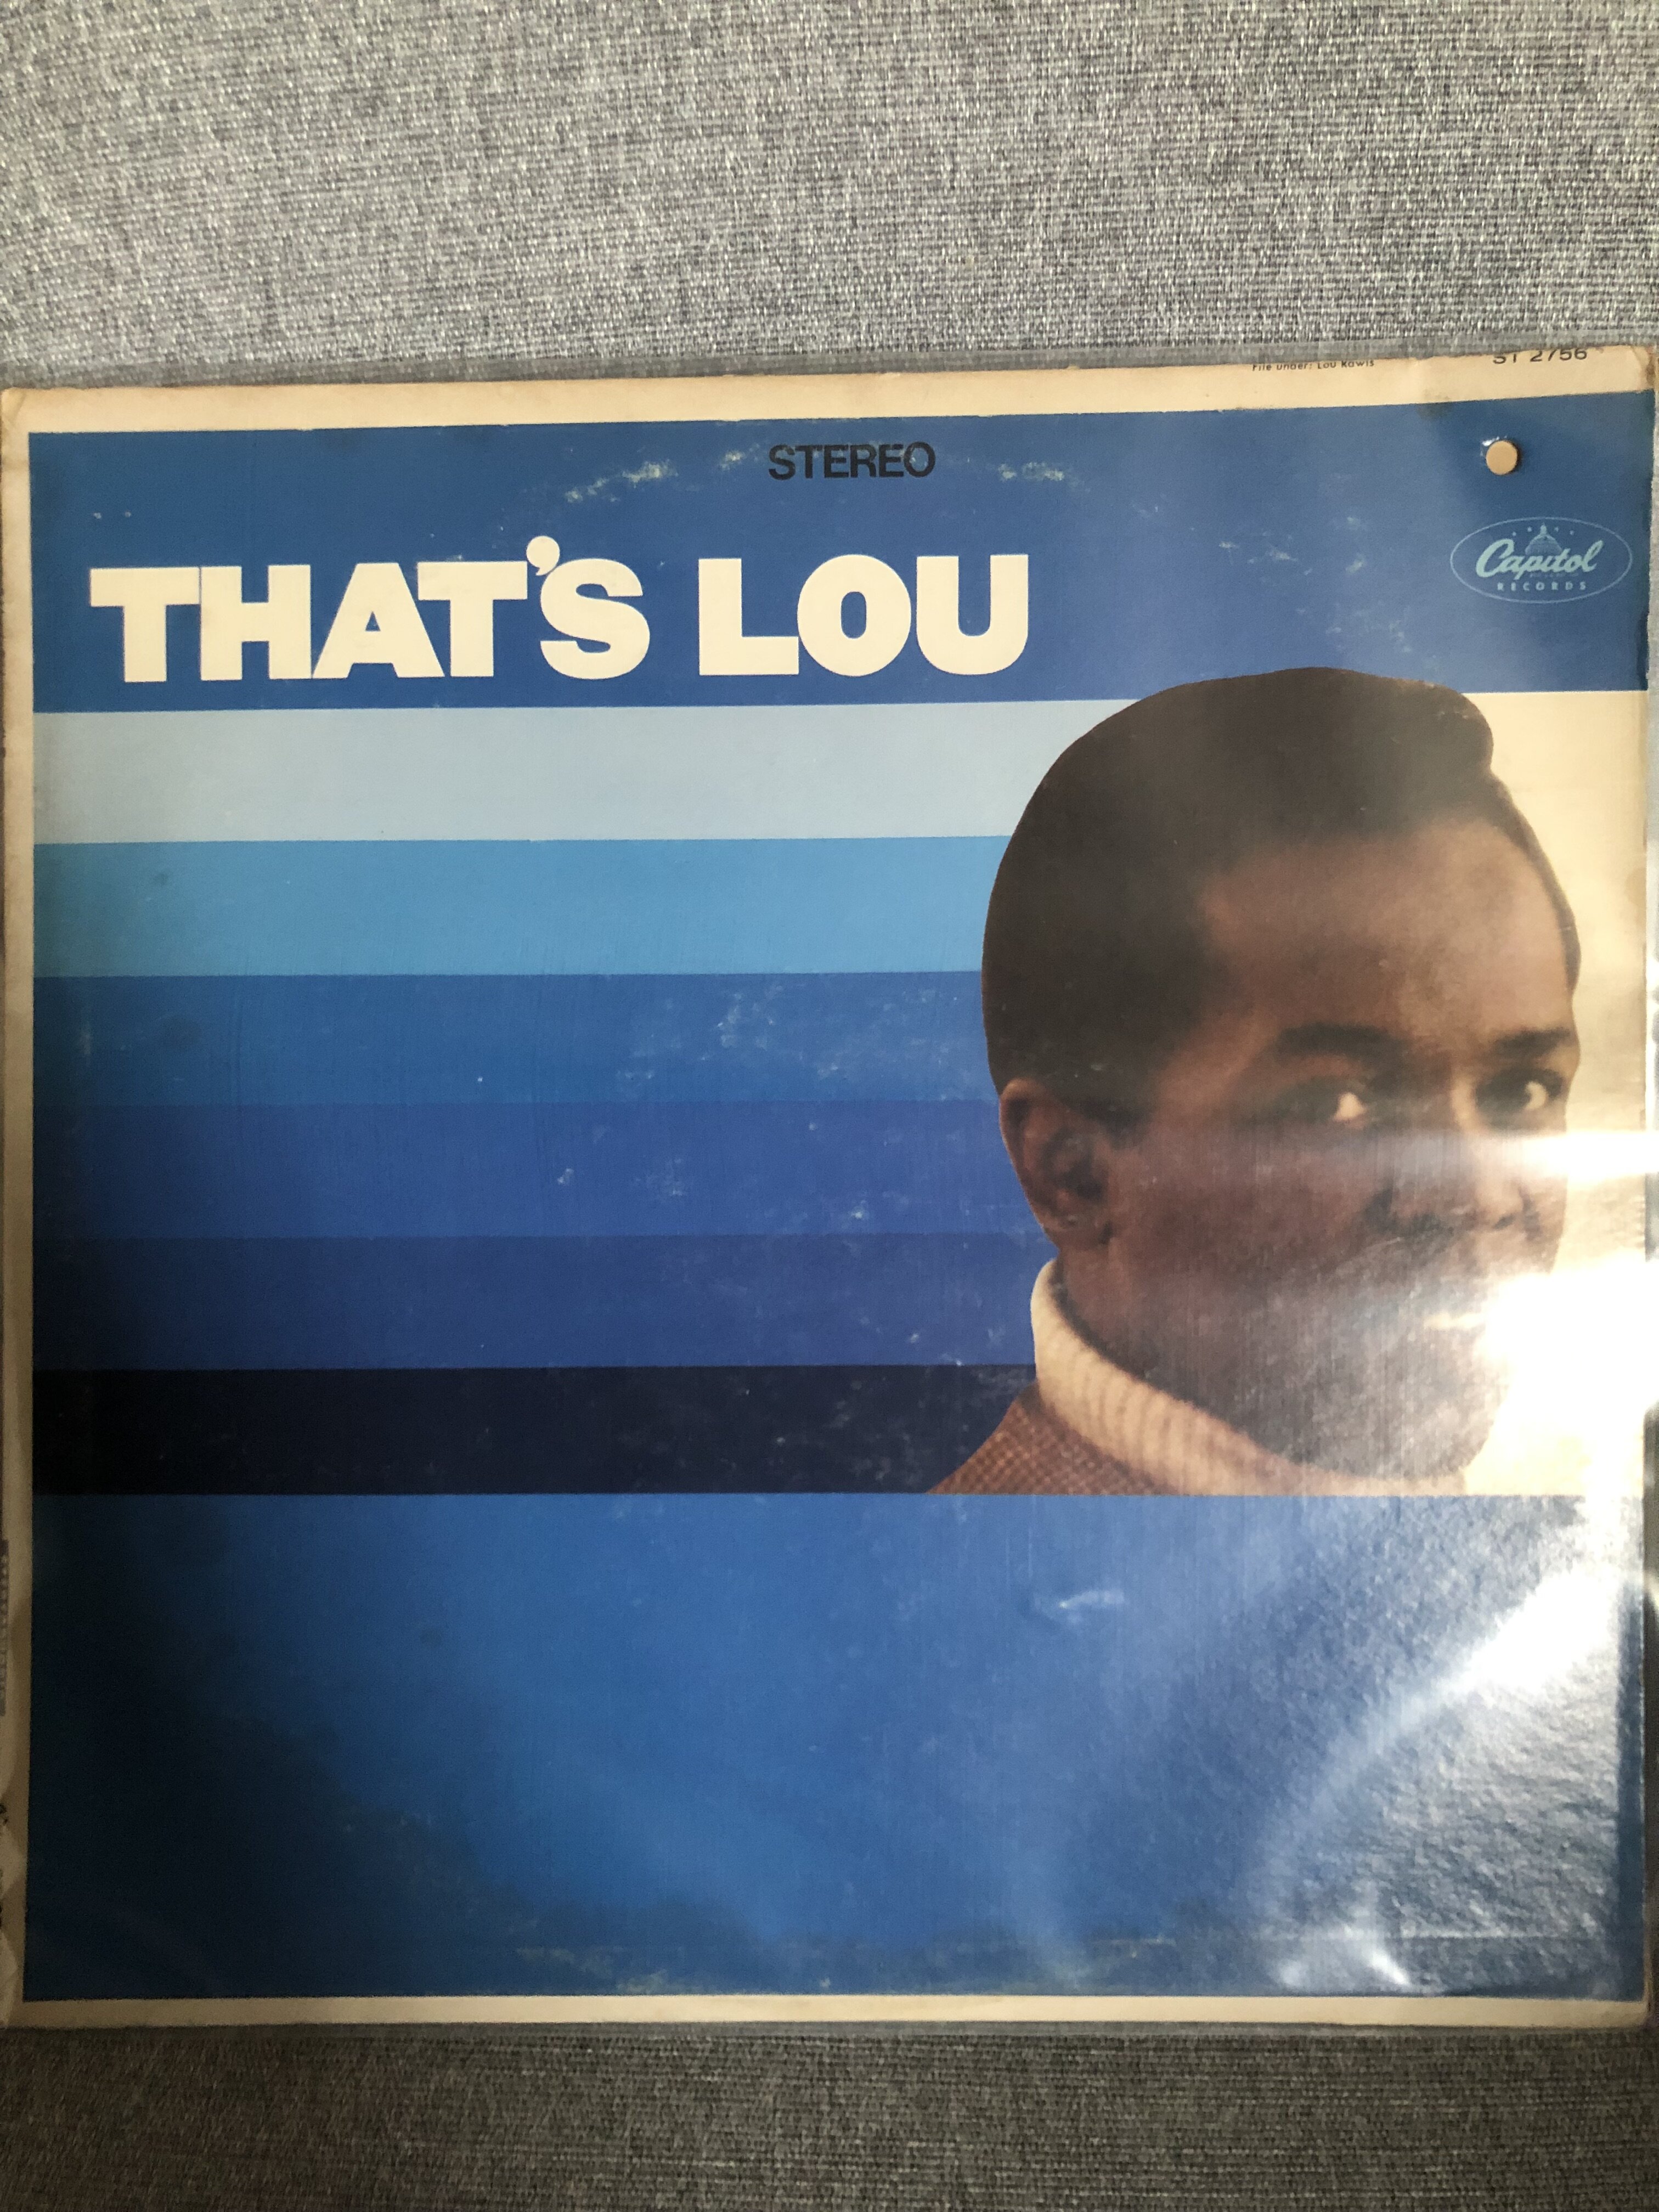 File Under: Lou Rawls
ST 2756
STEREO
THAT'S LOU
Capitol
RECORDS